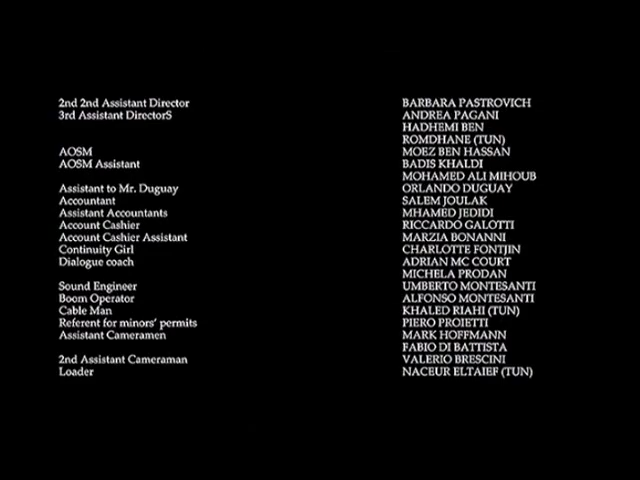 2nd 2nd Assistant Director BARBARA PASTROVICH
3rd Assistant DirectorS ANDREA PAGANI
HADHEMI BEN
ROMDHANE (TUN)
AOSM MOEZ BEN HASSAN
AOSM Assistant BADIS KHALDI
MOHAMED ALI MIHOUB
Assistant to Mr. Duguay ORLANDO DUGUAY
Accountant SALEM JOULAK
Assistant Accountants MHAMED JEDIDI
Account Cashier RICCARDO GALOTTI
Account Cashier Assistant MARZIA BONANNI
Continuity Girl CHARLOTTE FONTJIN
Dialogue coach ADRIAN MC COURT
MICHELA PRODAN
Sound Engineer UMBERTO MONTESANTI
Boom Operator ALFONSO MONTESANTI
Cable Man KHALED RIAHI (TUN)
Referent for minors' permits PIERO PROIETTI
Assistant Cameramen MARK HOFFMANN
FABIO DI BATTISTA
2nd Assistant Cameraman VALERIO BRESCINI
Loader NACEUR ELTAIEF (TUN)